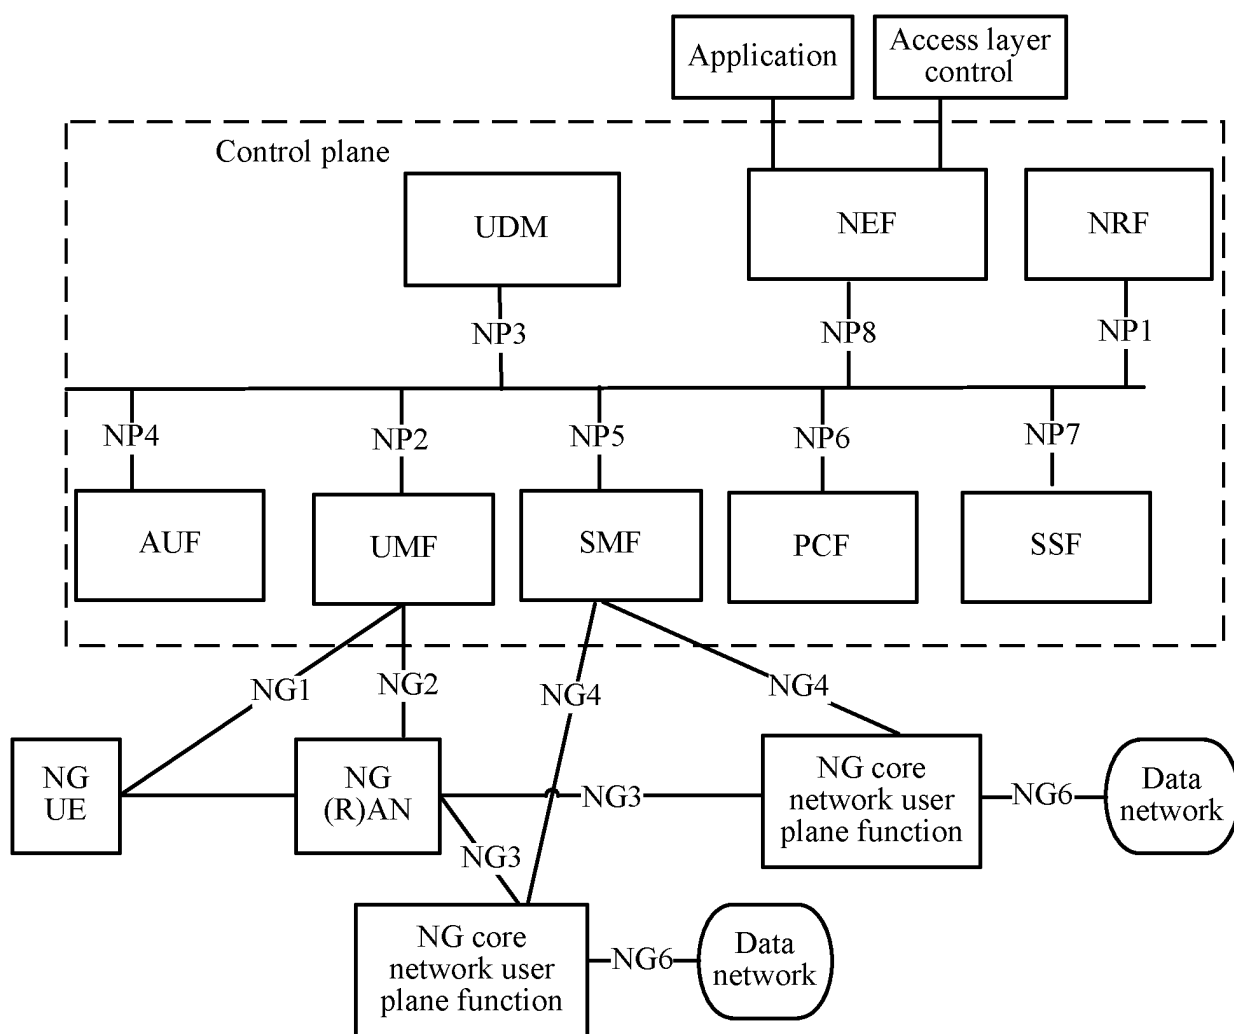 Application
Access layer
control
Control plane
UDM
NEF
NRF
NP3
NP8
NP1
NP4
NP2
NP5
NP6
NP7
AUF
UMF
SMF
PCF
SSF
NG1
NG2
NG4
NG4
NG
UE
NG
(R)AN
NG3
NG core
network user
plane function
NG6
Data
network
NG3
NG core
network user
plane function
NG6
Data
network